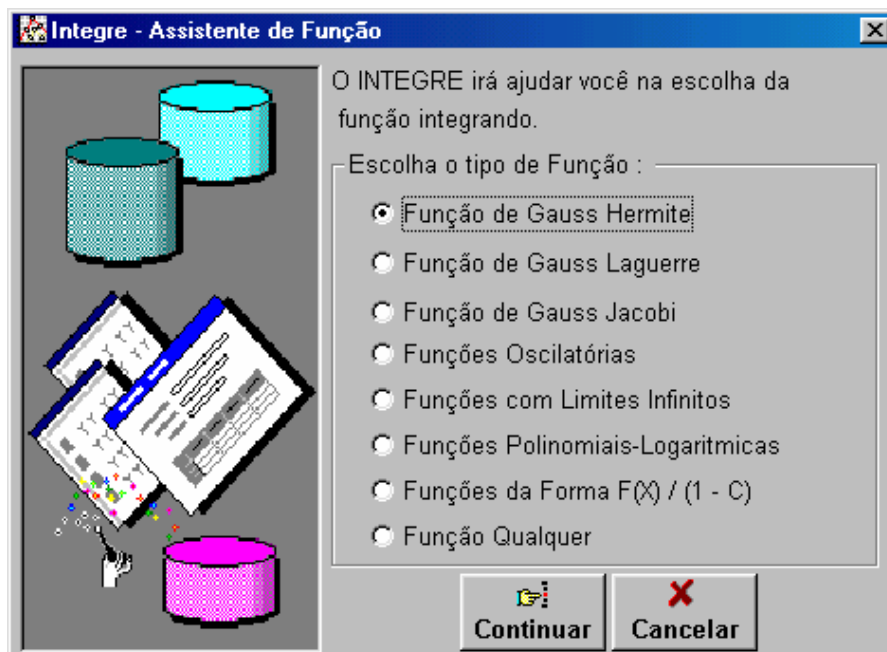 Integre - Assistente de Função
O INTEGRE irá ajudar você na escolha da
função integrando.
Escolha o tipo de Função :
Função de Gauss Hermite
Função de Gauss Laguerre
Função de Gauss Jacobi
Funções Oscilatórias
Funções com Limites Infinitos
Funções Polinomiais-Logaritmicas
Funções da Forma F(X) / (1 - C)
Função Qualquer
Continuar
Cancelar